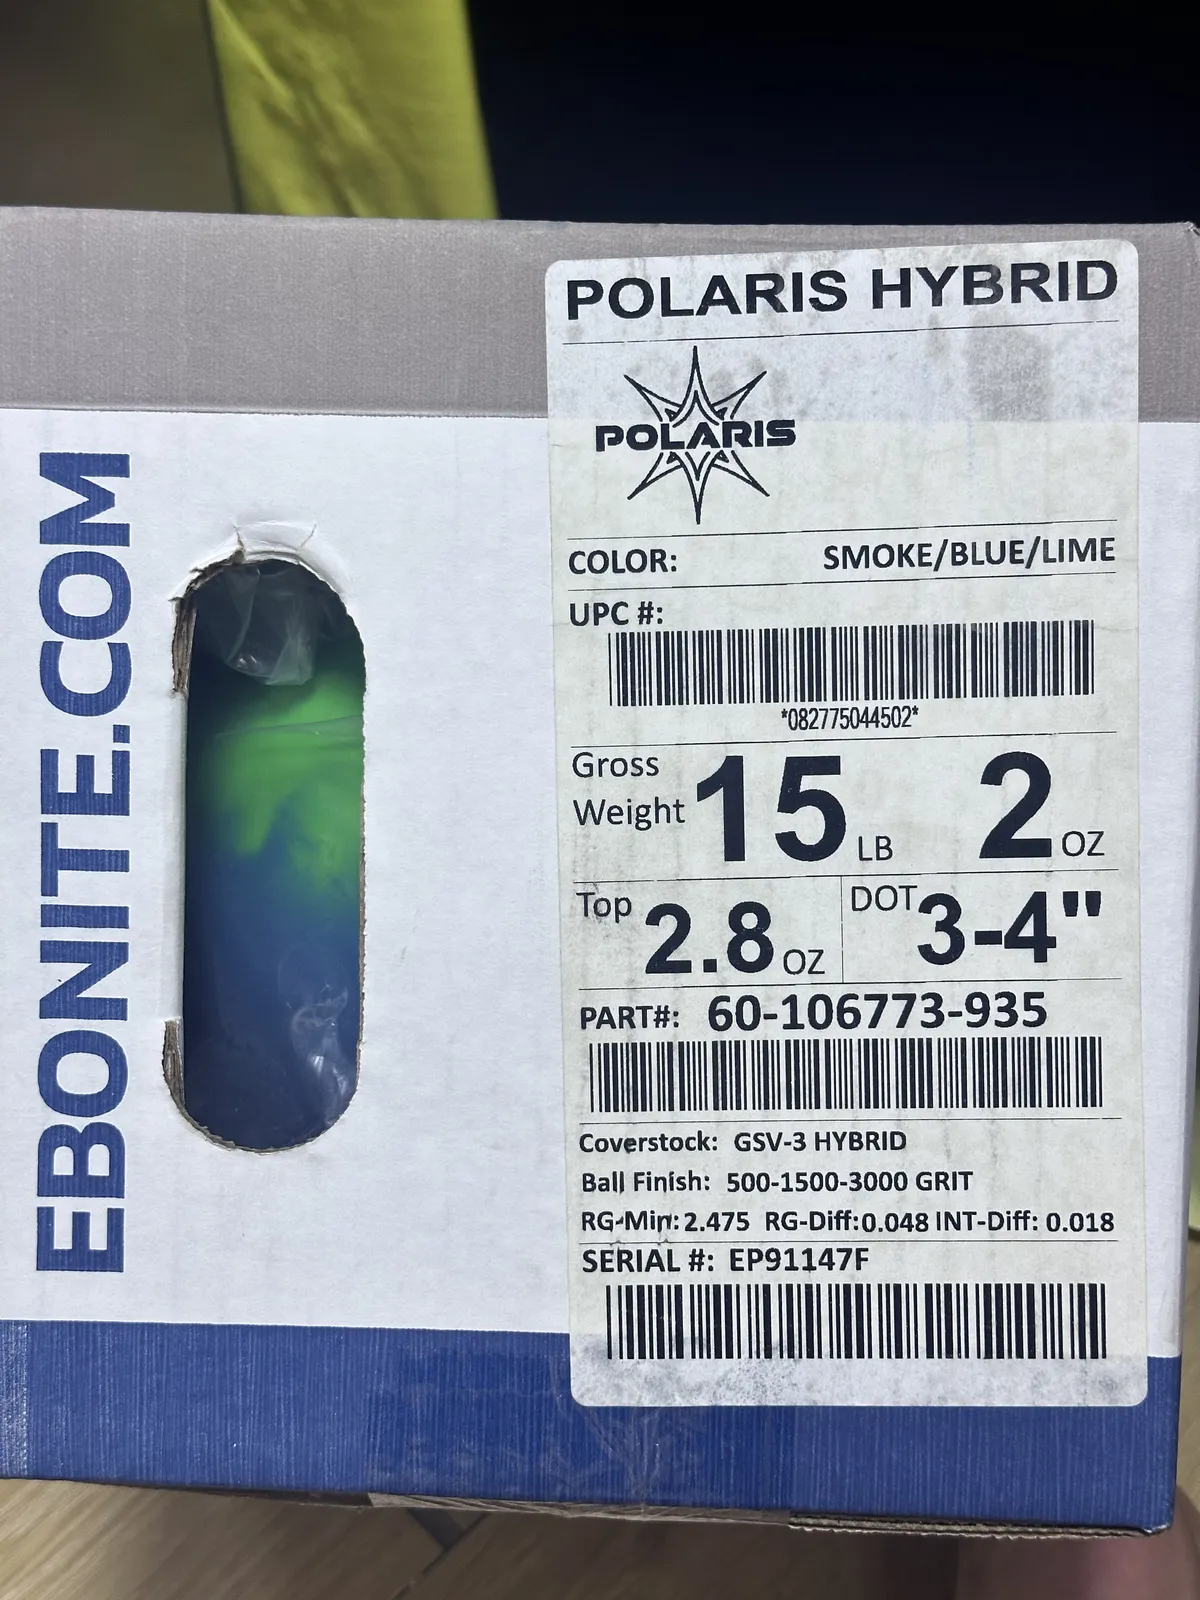 EBONITE.COM
POLARIS HYBRID
POLARIS
COLOR: SMOKE/BLUE/LIME
UPC #:
*082775044502*
Gross Weight 15 LB 2 OZ
Top 2.8 OZ DOT 3-4"
PART#: 60-106773-935
Coverstock: GSV-3 HYBRID
Ball Finish: 500-1500-3000 GRIT
RG-Min: 2.475 RG-Diff: 0.048 INT-Diff: 0.018
SERIAL #: EP91147F